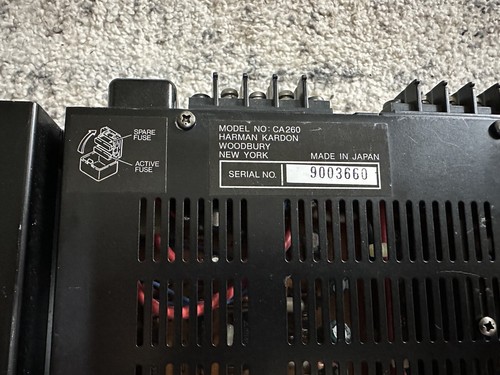 SPARE
FUSE
ACTIVE
FUSE
MODEL NO: CA260
HARMAN KARDON
WOODBURY
NEW YORK MADE IN JAPAN
SERIAL NO. 9003660